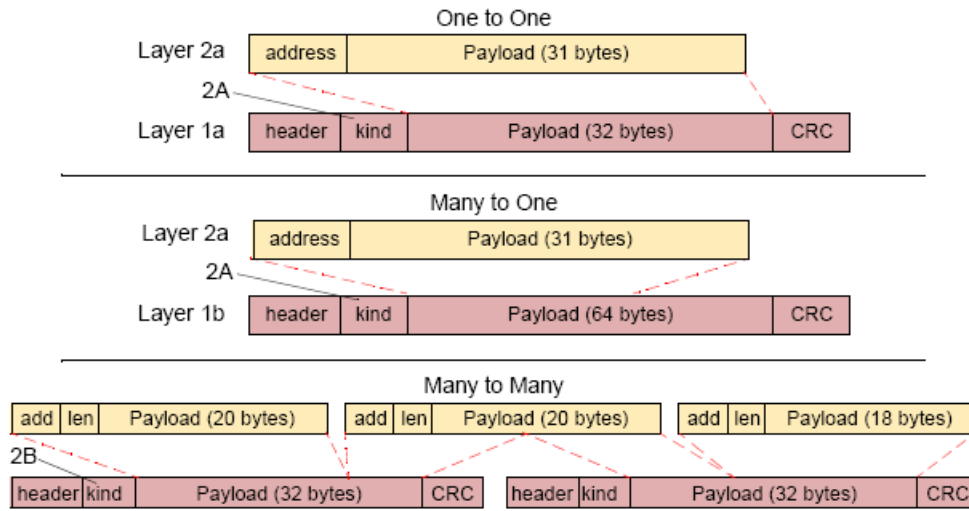 One to One
Layer 2a address Payload (31 bytes)
2A
Layer 1a header kind Payload (32 bytes) CRC
Many to One
Layer 2a address Payload (31 bytes)
2A
Layer 1b header kind Payload (64 bytes) CRC
Many to Many
add len Payload (20 bytes) add len Payload (20 bytes) add len Payload (18 bytes)
2B
header kind Payload (32 bytes) CRC header kind Payload (32 bytes) CRC